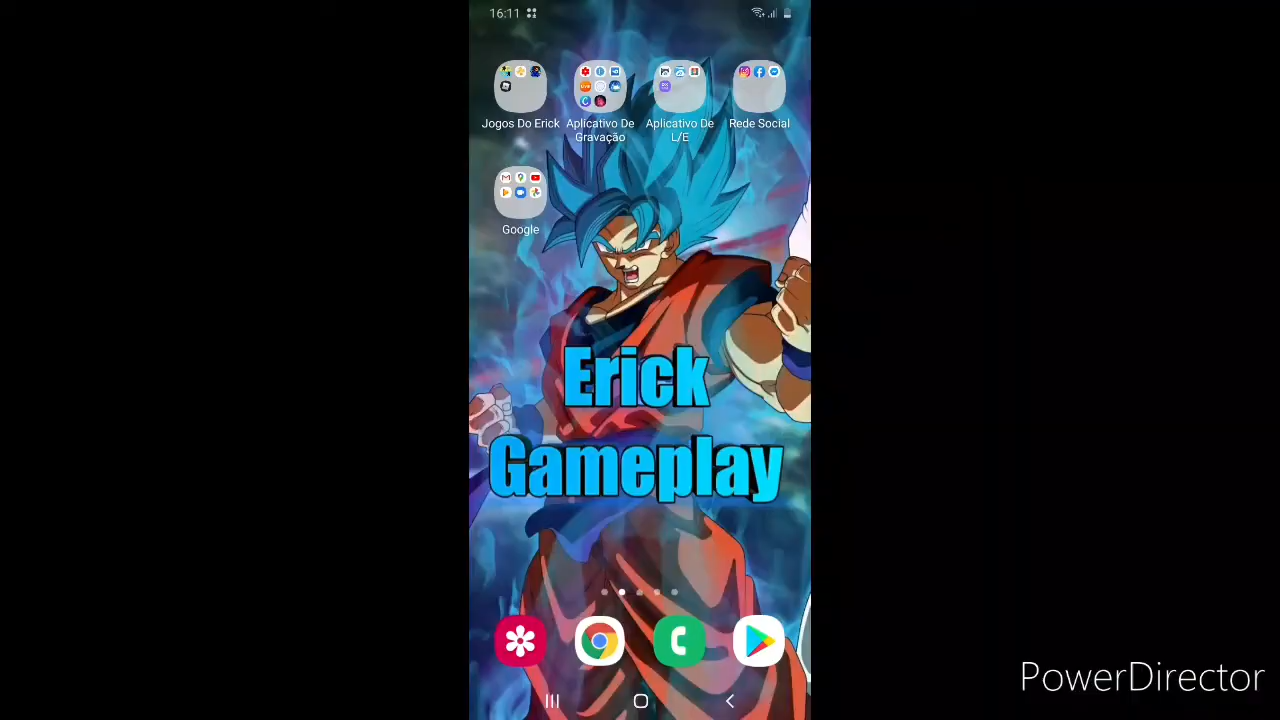 16:11
Jogos Do Erick
Aplicativo De
Gravação
Aplicativo De
L/E
Rede Social
Google
Erick
Gameplay
PowerDirector